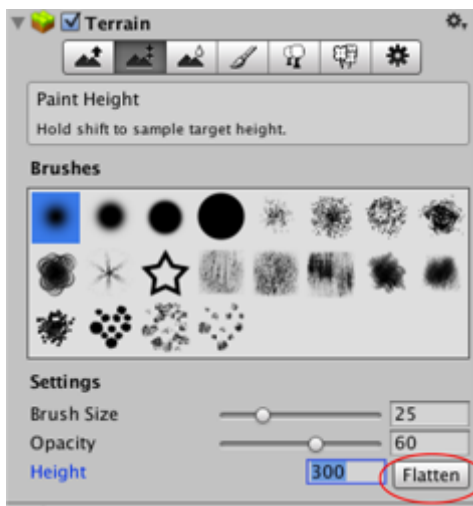 Terrain
Paint Height
Hold shift to sample target height.
Brushes
Settings
Brush Size 25
Opacity 60
Height 300 Flatten